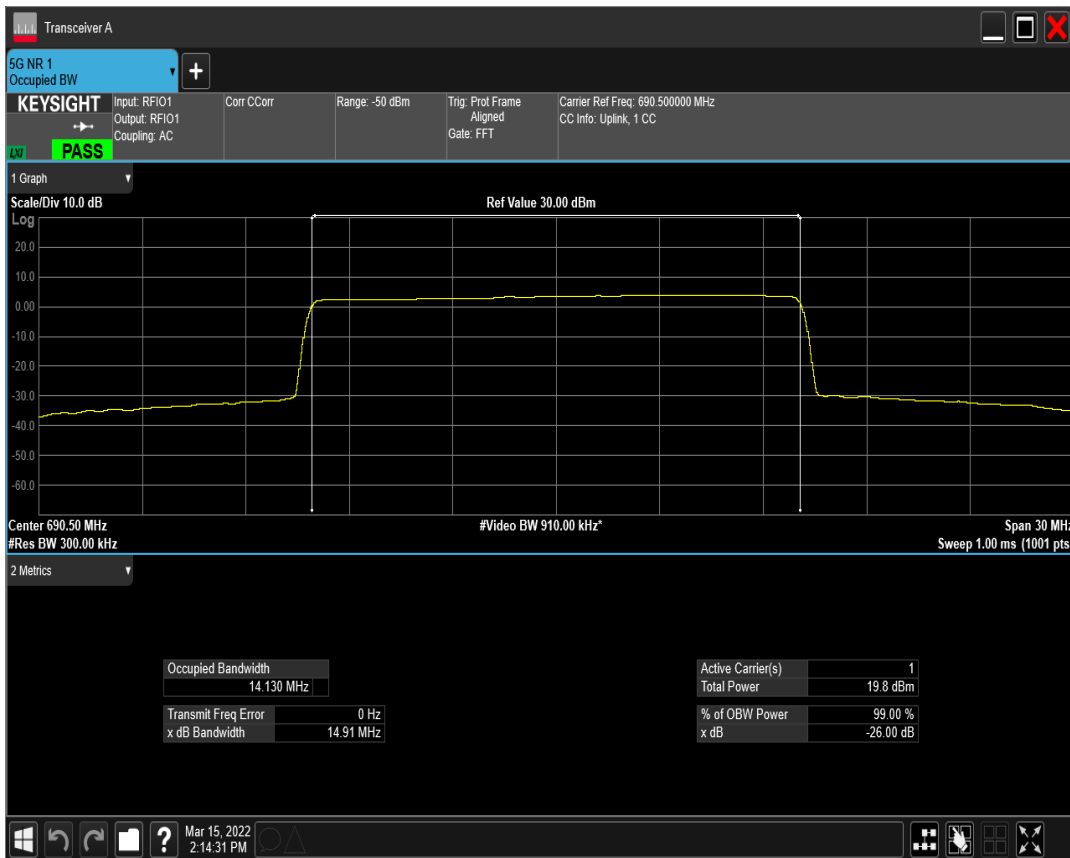 Transceiver A
5G NR 1
Occupied BW
+
KEYSIGHT
LXI
PASS
Input: RFIO1
Output: RFIO1
Coupling: AC
Corr CCorr
Range: -50 dBm
Trig: Prot Frame
Aligned
Gate: FFT
Carrier Ref Freq: 690.500000 MHz
CC Info: Uplink, 1 CC
1 Graph
Scale/Div 10.0 dB
Ref Value 30.00 dBm
Log
20.0
10.0
0.00
-10.0
-20.0
-30.0
-40.0
-50.0
-60.0
Center 690.50 MHz
#Video BW 910.00 kHz*
Span 30 MHz
#Res BW 300.00 kHz
Sweep 1.00 ms (1001 pts
2 Metrics
Occupied Bandwidth
14.130 MHz
Transmit Freq Error 0 Hz
x dB Bandwidth 14.91 MHz
Active Carrier(s) 1
Total Power 19.8 dBm
% of OBW Power 99.00 %
x dB -26.00 dB
?
Mar 15, 2022
2:14:31 PM